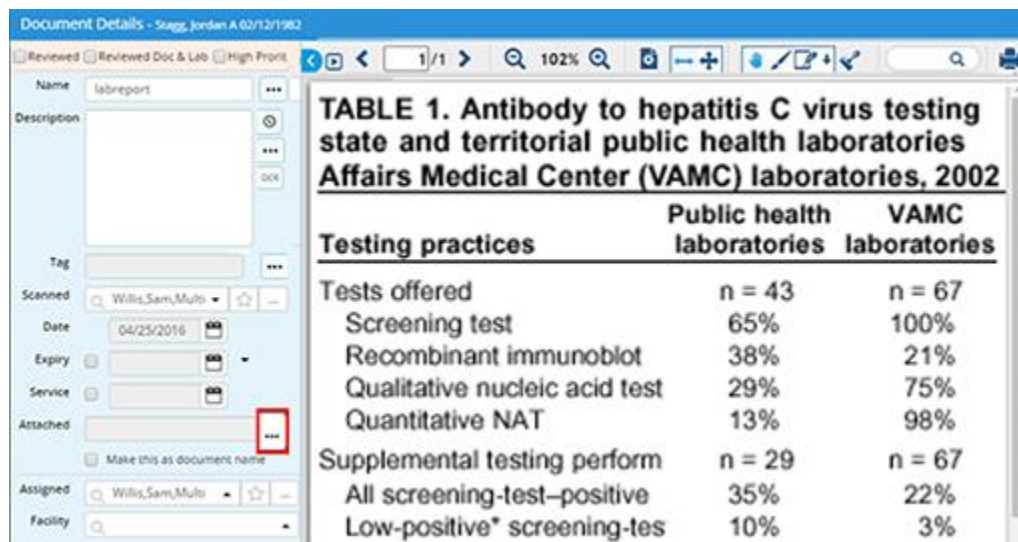 Document Details - Stagg, Jordan A 02/12/1982
Reviewed Reviewed Doc & Lab High Priorit
1/1 102%
Name labreport
Description
OCR
Tag
Scanned Willis,Sam,Multi
Date 04/25/2016
Expiry
Service
Attached
Make this as document name
Assigned Willis,Sam,Multi
Facility
TABLE 1. Antibody to hepatitis C virus testing
state and territorial public health laboratories
Affairs Medical Center (VAMC) laboratories, 2002
Public health VAMC
Testing practices laboratories laboratories
Tests offered n = 43 n = 67
Screening test 65% 100%
Recombinant immunoblot 38% 21%
Qualitative nucleic acid test 29% 75%
Quantitative NAT 13% 98%
Supplemental testing perform n = 29 n = 67
All screening-test–positive 35% 22%
Low-positive* screening-tes 10% 3%